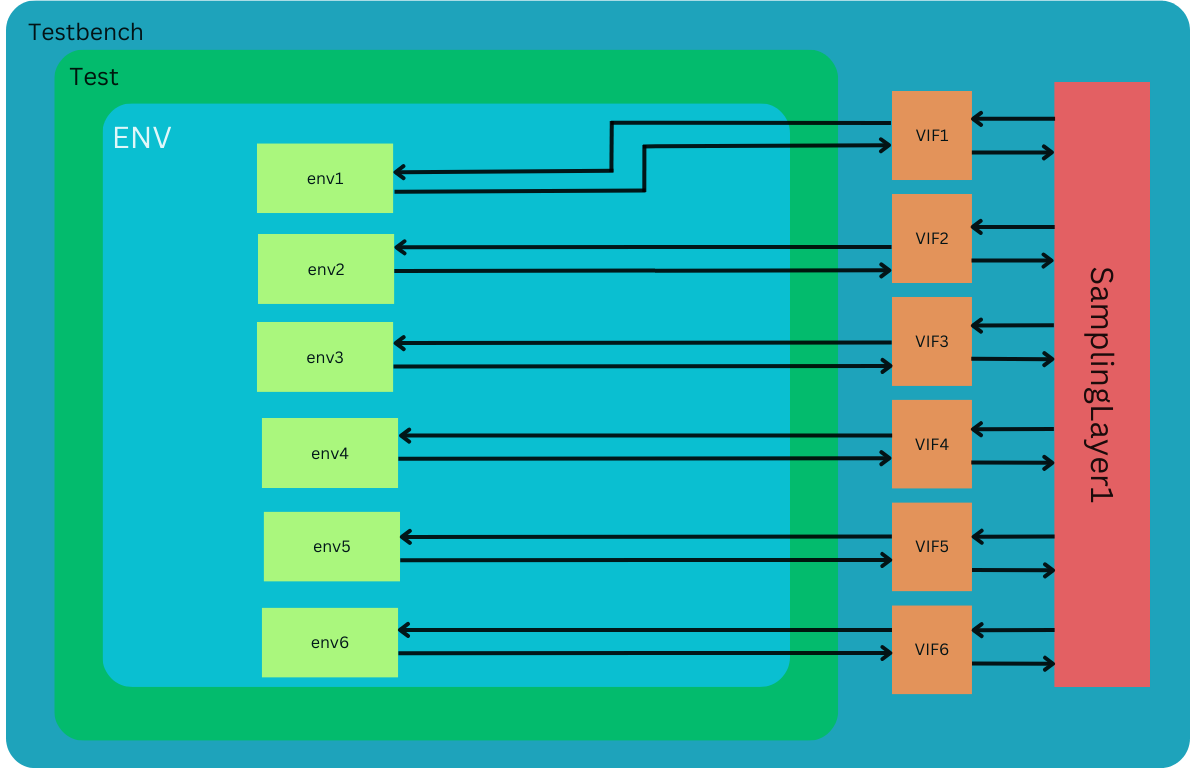 Testbench
Test
ENV
env1
env2
env3
env4
env5
env6
VIF1
VIF2
VIF3
VIF4
VIF5
VIF6
SamplingLayer1